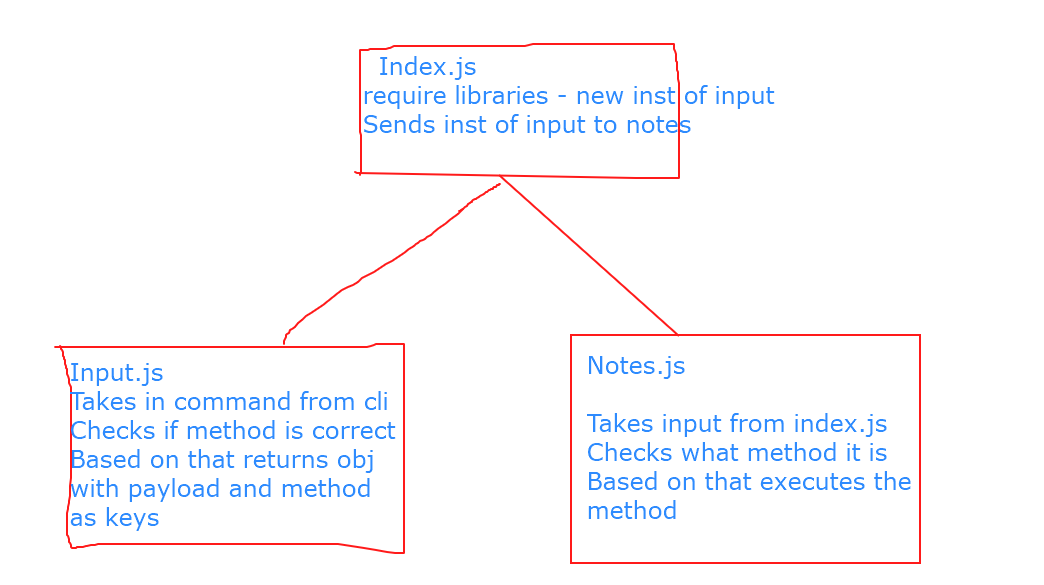 Index.js
require libraries - new inst of input
Sends inst of input to notes
Input.js
Takes in command from cli
Checks if method is correct
Based on that returns obj
with payload and method
as keys
Notes.js
Takes input from index.js
Checks what method it is
Based on that executes the
method